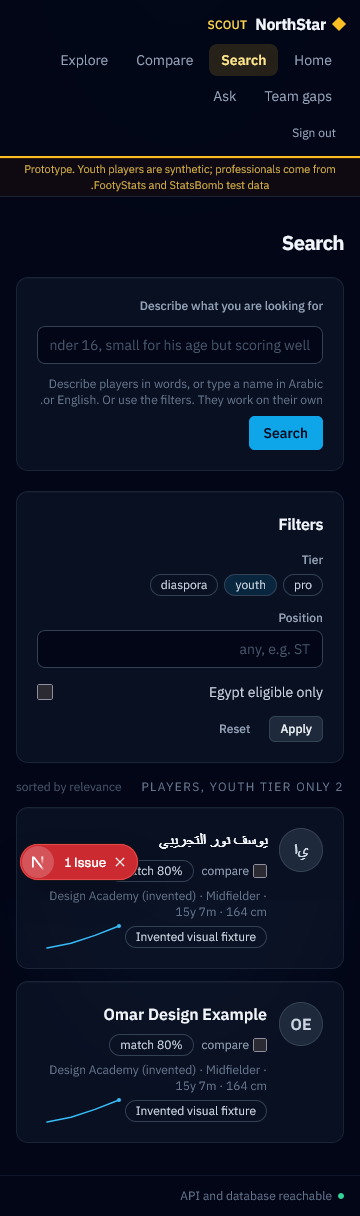 NorthStar SCOUT
Home Search Compare Explore
Team gaps Ask
Sign out
Prototype. Youth players are synthetic; professionals come from
FootyStats and StatsBomb test data.
Search
Describe what you are looking for
nder 16, small for his age but scoring well
Describe players in words, or type a name in Arabic
or English. Or use the filters. They work on their own.
Search
Filters
Tier
pro youth diaspora
Position
any, e.g. ST
Egypt eligible only
Apply Reset
2 PLAYERS, YOUTH TIER ONLY sorted by relevance
يوسف نور التجريبي
compare tch 80%
N 1 Issue ×
Design Academy (invented) · Midfielder ·
15y 7m · 164 cm
Invented visual fixture
OE
Omar Design Example
compare match 80%
Design Academy (invented) · Midfielder ·
15y 7m · 164 cm
Invented visual fixture
API and database reachable